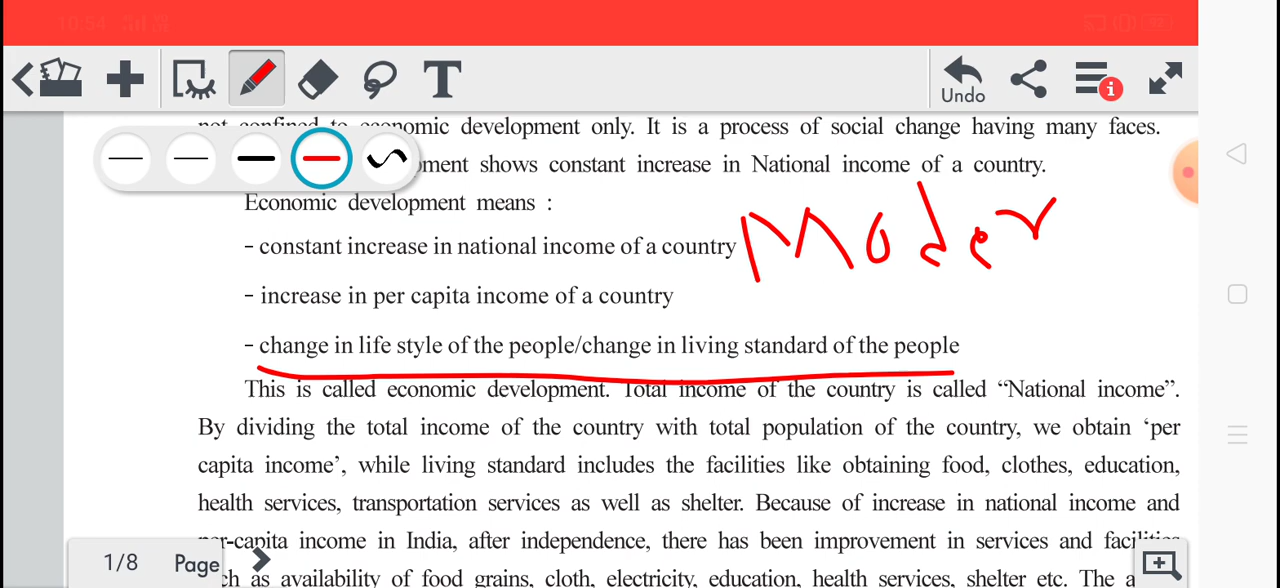 10.54
Undo
not confined to economic development only. It is a process of social change having many faces.
shows constant increase in National income of a country.
Economic development means :
Moder
- constant increase in national income of a country
- increase in per capita income of a country
- change in life style of the people/change in living standard of the people
This is called economic development. Total income of the country is called “National income”.
By dividing the total income of the country with total population of the country, we obtain ‘per
capita income’, while living standard includes the facilities like obtaining food, clothes, education,
health services, transportation services as well as shelter. Because of increase in national income and
per-capita income in India, after independence, there has been improvement in services and facilities
as availability of food grains, cloth, electricity, education, health services, shelter etc. The
1/8 Page